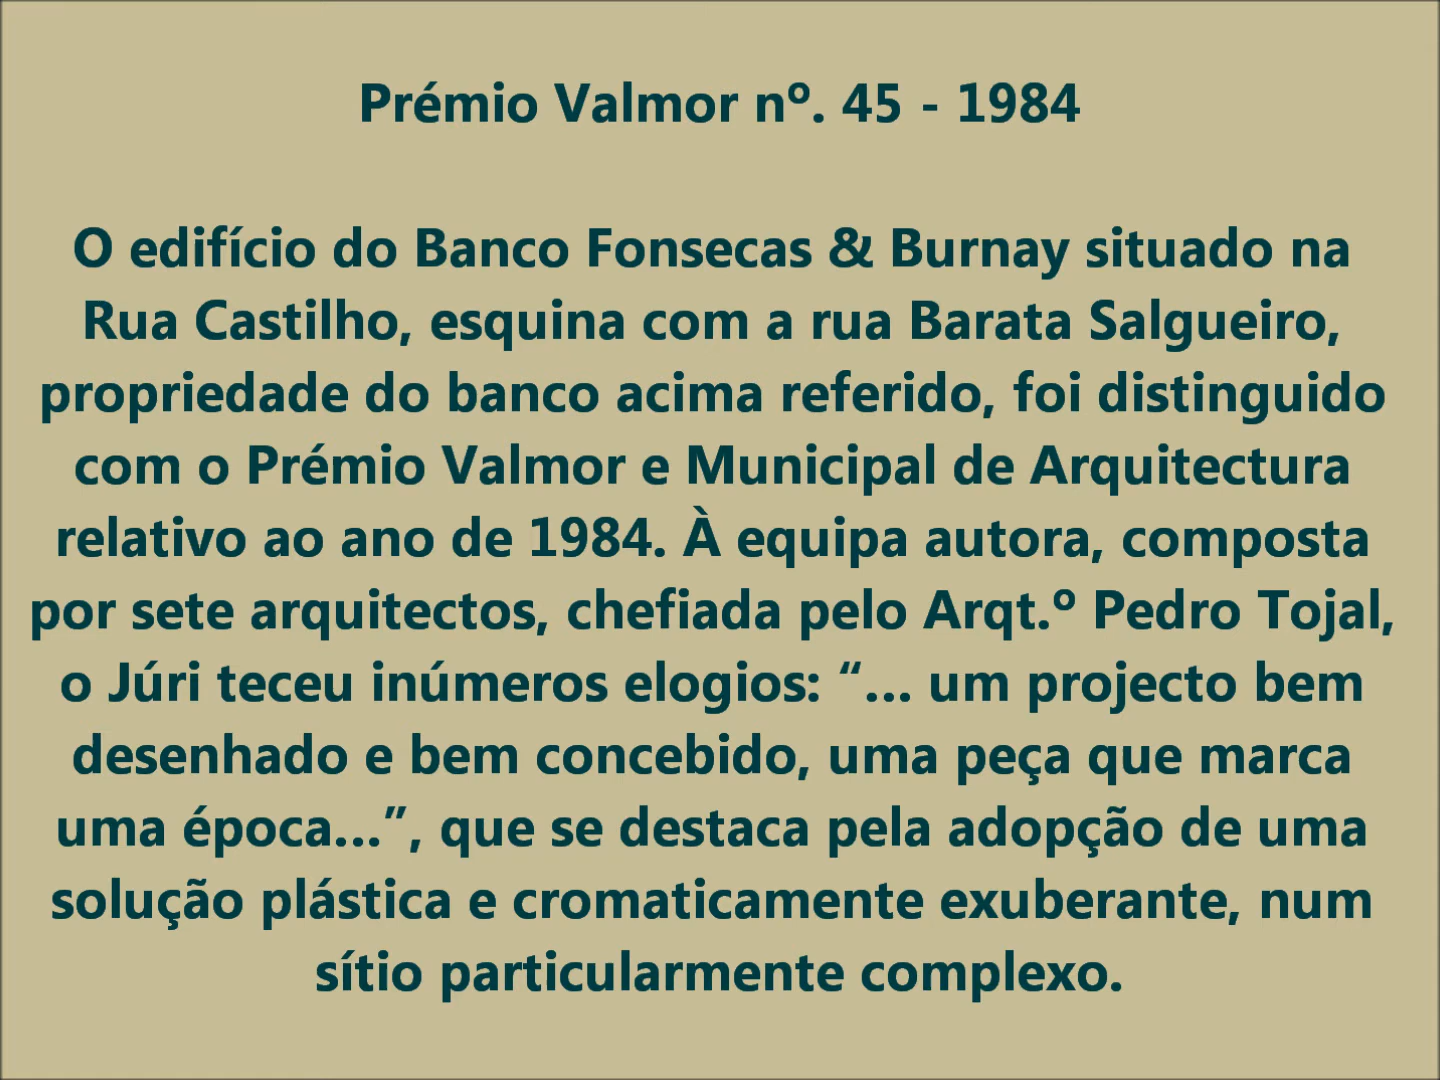 Prémio Valmor nº. 45 - 1984
O edifício do Banco Fonsecas & Burnay situado na
Rua Castilho, esquina com a rua Barata Salgueiro,
propriedade do banco acima referido, foi distinguido
com o Prémio Valmor e Municipal de Arquitectura
relativo ao ano de 1984. À equipa autora, composta
por sete arquitectos, chefiada pelo Arqt.º Pedro Tojal,
o Júri teceu inúmeros elogios: “… um projecto bem
desenhado e bem concebido, uma peça que marca
uma época…”, que se destaca pela adopção de uma
solução plástica e cromaticamente exuberante, num
sítio particularmente complexo.